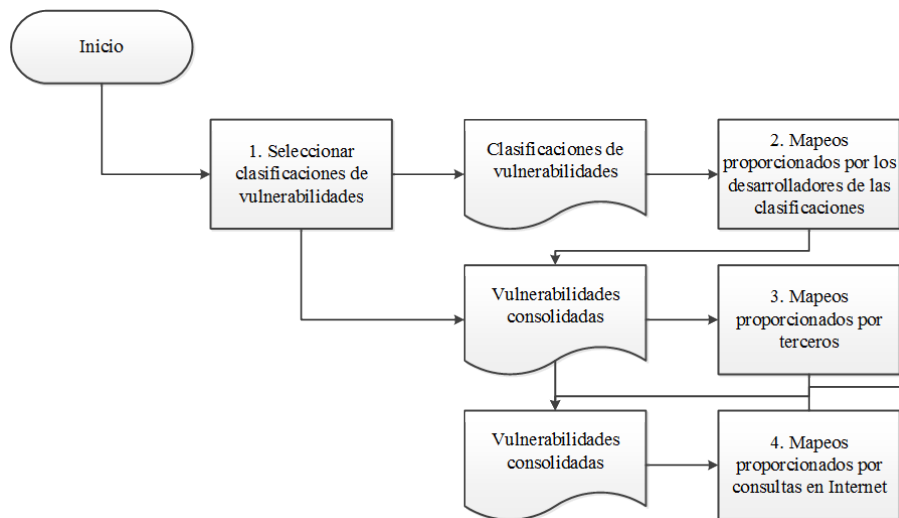 Inicio
1. Seleccionar
clasificaciones de
vulnerabilidades
Clasificaciones de
vulnerabilidades
2. Mapeos
proporcionados por los
desarrolladores de las
clasificaciones
Vulnerabilidades
consolidadas
3. Mapeos
proporcionados por
terceros
Vulnerabilidades
consolidadas
4. Mapeos
proporcionados por
consultas en Internet